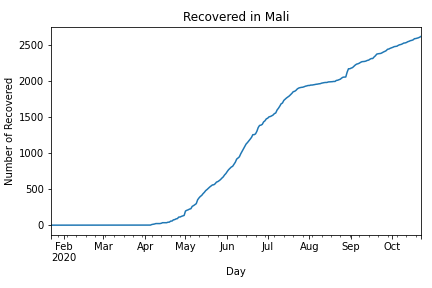 Recovered in Mali
Number of Recovered
2500
2000
1500
1000
500
0
Feb Mar Apr May Jun Jul Aug Sep Oct
2020
Day